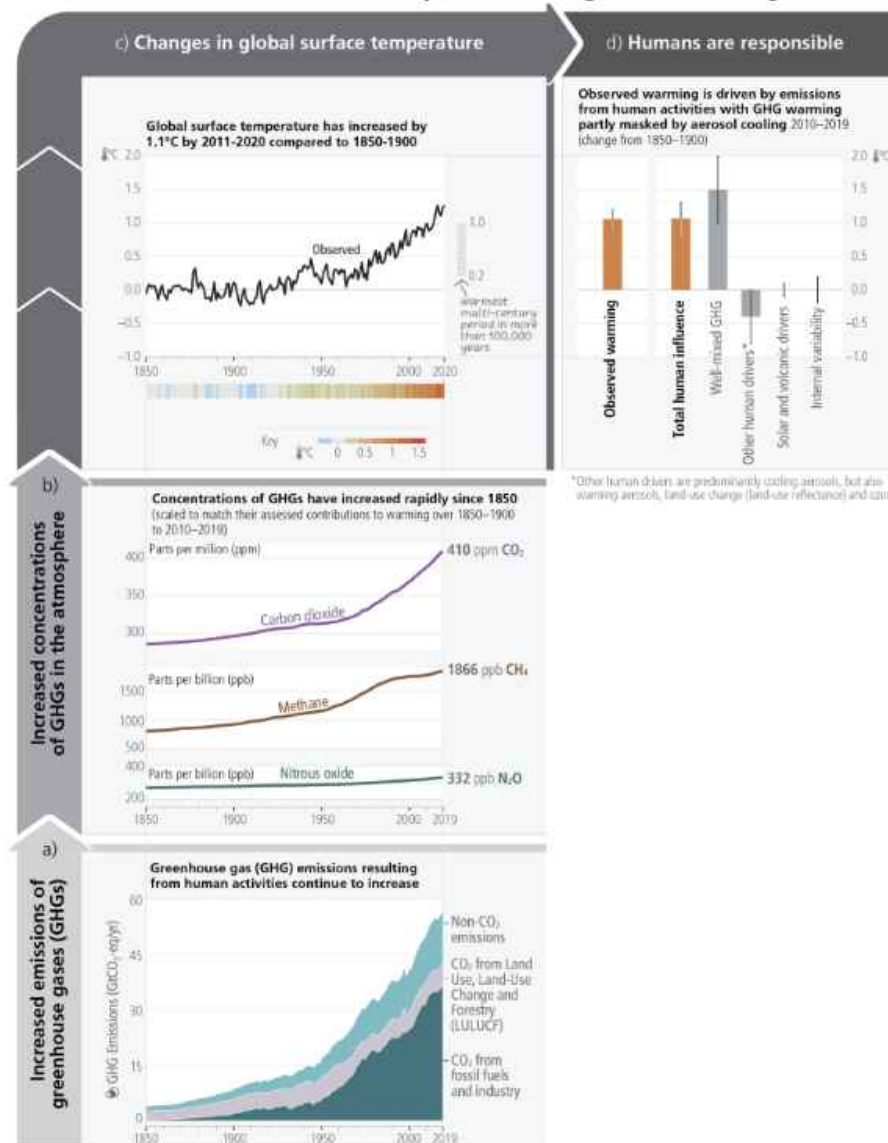 c) Changes in global surface temperature
Global surface temperature has increased by
1.1°C by 2011-2020 compared to 1850-1900
°C
2.0
1.5
1.0
0.5
0.0
−0.5
−1.0
Observed
1.0
0.2
warmest
multi-century
period in more
than 100,000
years
1850 1900 1950 2000 2020
Key
°C 0 0.5 1 1.5
d) Humans are responsible
Observed warming is driven by emissions
from human activities with GHG warming
partly masked by aerosol cooling 2010–2019
(change from 1850–1900)
2.0 °C
1.5
1.0
0.5
0.0
−0.5
−1.0
Observed warming
Total human influence
Well-mixed GHG
Other human drivers*
Solar and volcanic drivers
Internal variability
*Other human drivers are predominantly cooling aerosols, but also
warming aerosols, land-use change (land-use reflectance) and
b)
Increased concentrations
of GHGs in the atmosphere
Concentrations of GHGs have increased rapidly since 1850
(scaled to match their assessed contributions to warming over 1850–1900
to 2010–2019)
Parts per million (ppm)
400
350
300
Carbon dioxide
410 ppm CO₂
Parts per billion (ppb)
1500
1000
500
Methane
1866 ppb CH₄
400
200
Parts per billion (ppb)
Nitrous oxide
332 ppb N₂O
1850 1900 1950 2000 2019
a)
Increased emissions of
greenhouse gases (GHGs)
Greenhouse gas (GHG) emissions resulting
from human activities continue to increase
GHG Emissions (GtCO₂-eq/yr)
60
45
30
15
0
Non-CO₂
emissions
CO₂ from Land
Use, Land-Use
Change and
Forestry
(LULUCF)
CO₂ from
fossil fuels
and industry
1850 1900 1950 2000 2019